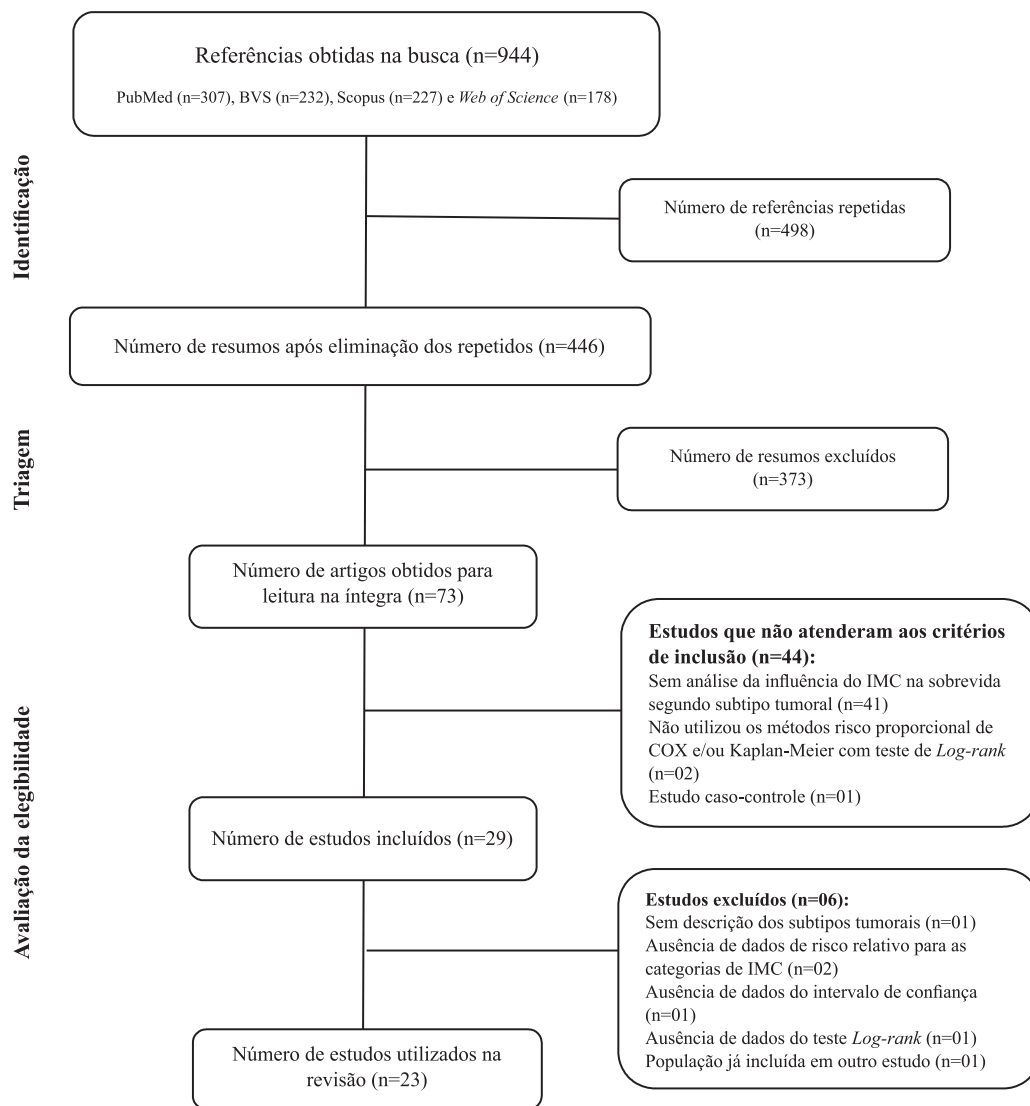 Referências obtidas na busca (n=944)
PubMed (n=307), BVS (n=232), Scopus (n=227) e Web of Science (n=178)
Identificação
Número de referências repetidas
(n=498)
Número de resumos após eliminação dos repetidos (n=446)
Triagem
Número de resumos excluídos
(n=373)
Número de artigos obtidos para
leitura na íntegra (n=73)
Avaliação da elegibilidade
Estudos que não atenderam aos critérios
de inclusão (n=44):
Sem análise da influência do IMC na sobrevida
segundo subtipo tumoral (n=41)
Não utilizou os métodos risco proporcional de
COX e/ou Kaplan-Meier com teste de Log-rank
(n=02)
Estudo caso-controle (n=01)
Número de estudos incluídos (n=29)
Estudos excluídos (n=06):
Sem descrição dos subtipos tumorais (n=01)
Ausência de dados de risco relativo para as
categorias de IMC (n=02)
Ausência de dados do intervalo de confiança
(n=01)
Ausência de dados do teste Log-rank (n=01)
População já incluída em outro estudo (n=01)
Número de estudos utilizados na
revisão (n=23)